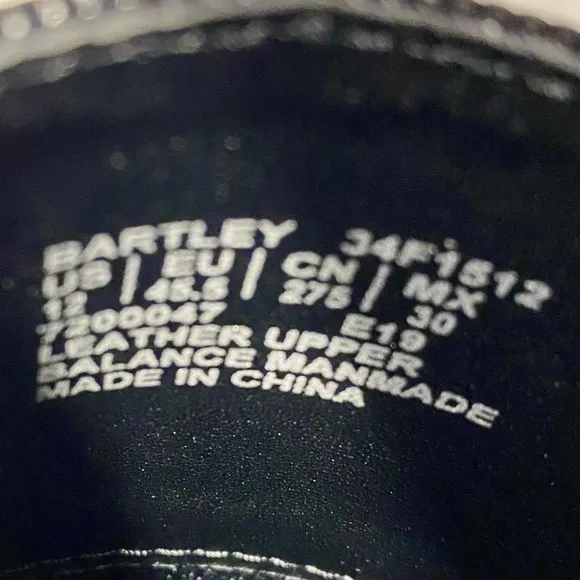 BARTLEY 34F1512
US | EU | CN | MX
12 | 45.5 | 275 | 30
7200047 E19
LEATHER UPPER
BALANCE MANMADE
MADE IN CHINA